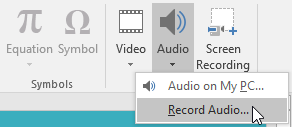 Equation Symbol
Video Audio Screen
Recording
Symbols
Audio on My PC...
Record Audio...